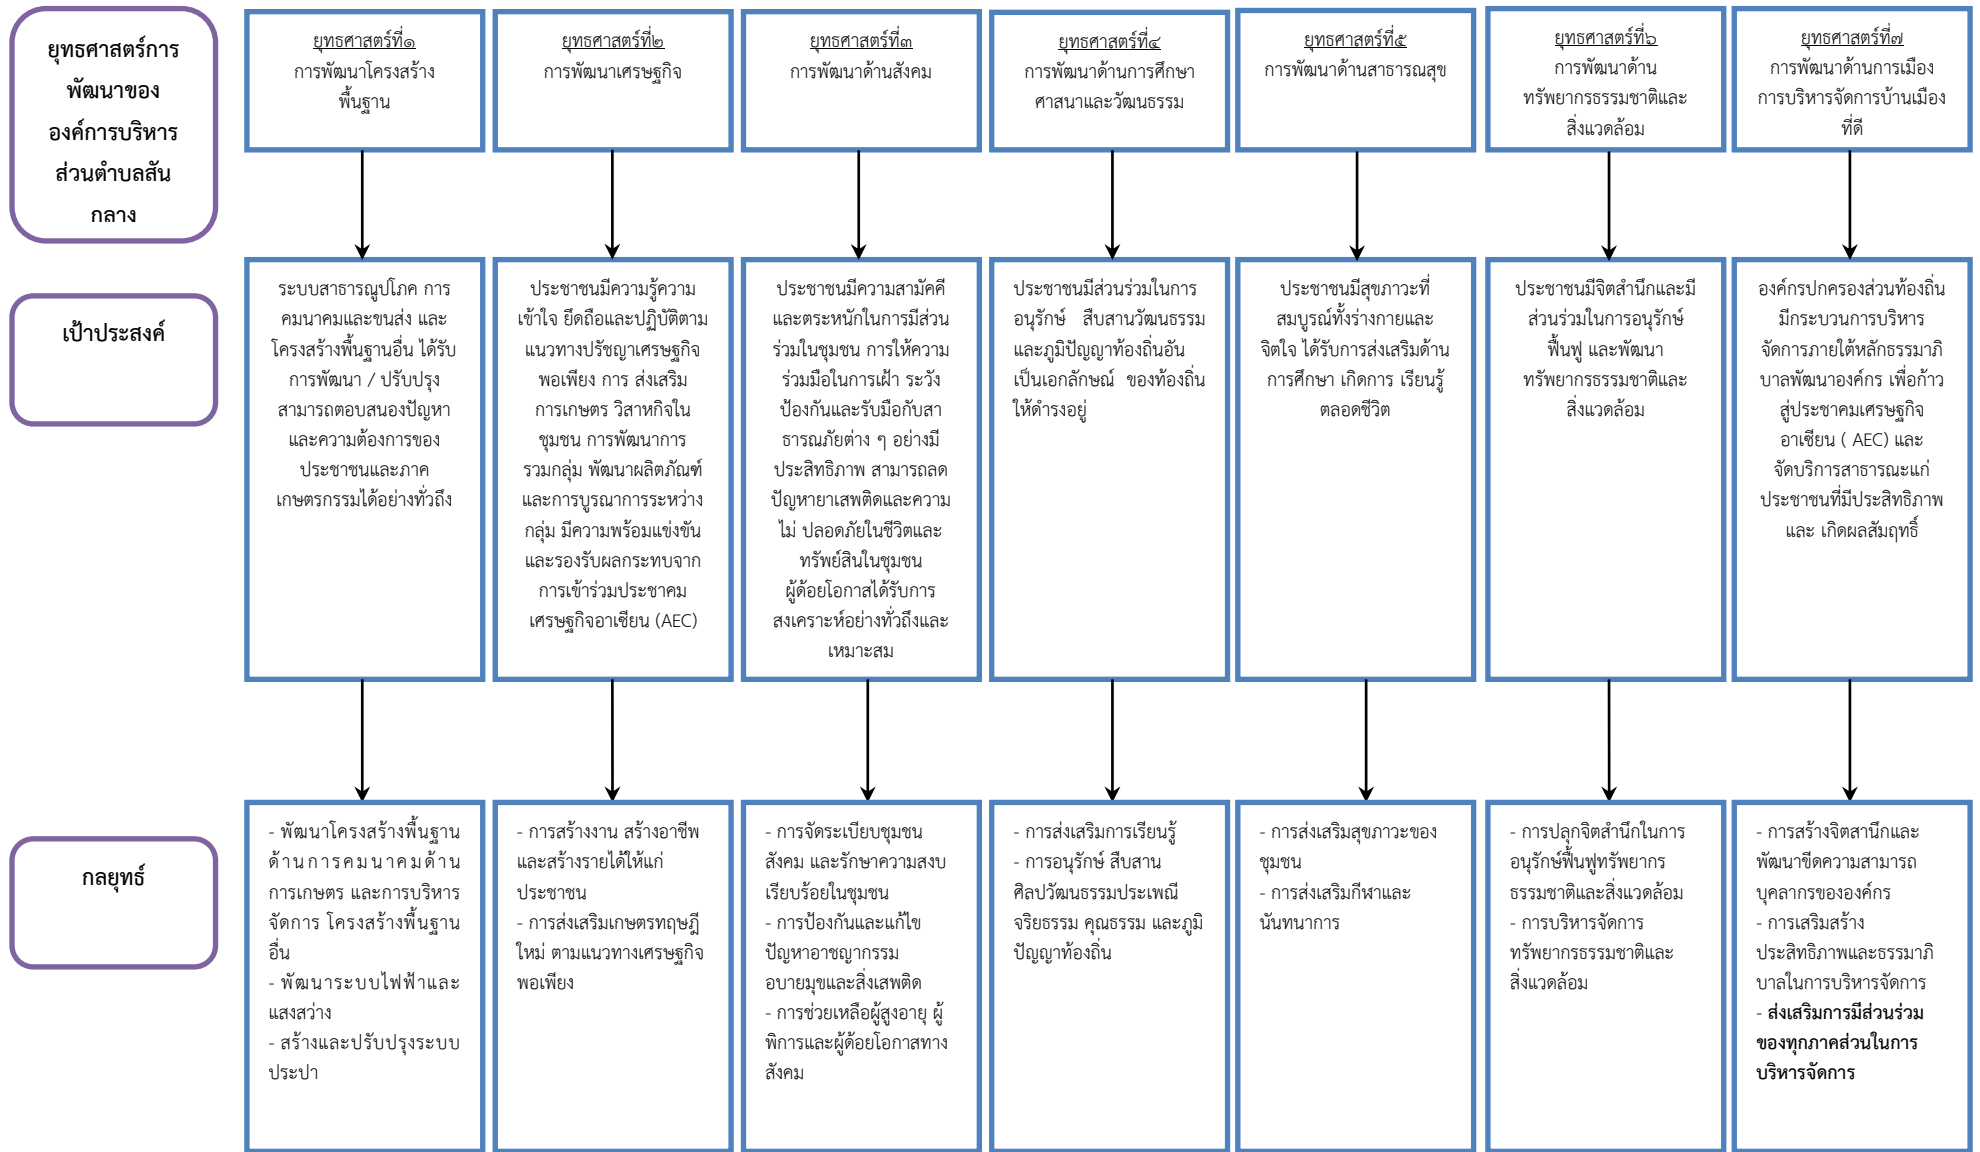 ยุทธศาสตร์การ
พัฒนาของ
องค์การบริหาร
ส่วนตำบลสัน
กลาง
ยุทธศาสตร์ที่๑
การพัฒนาโครงสร้าง
พื้นฐาน
ยุทธศาสตร์ที่๒
การพัฒนาเศรษฐกิจ
ยุทธศาสตร์ที่๓
การพัฒนาด้านสังคม
ยุทธศาสตร์ที่๔
การพัฒนาด้านการศึกษา
ศาสนาและวัฒนธรรม
ยุทธศาสตร์ที่๕
การพัฒนาด้านสาธารณสุข
ยุทธศาสตร์ที่๖
การพัฒนาด้าน
ทรัพยากรธรรมชาติและ
สิ่งแวดล้อม
ยุทธศาสตร์ที่๗
การพัฒนาด้านการเมือง
การบริหารจัดการบ้านเมือง
ที่ดี
เป้าประสงค์
ระบบสาธารณูปโภค การ
คมนาคมและขนส่ง และ
โครงสร้างพื้นฐานอื่น ได้รับ
การพัฒนา / ปรับปรุง
สามารถตอบสนองปัญหา
และความต้องการของ
ประชาชนและภาค
เกษตรกรรมได้อย่างทั่วถึง
ประชาชนมีความรู้ความ
เข้าใจ ยึดถือและปฏิบัติตาม
แนวทางปรัชญาเศรษฐกิจ
พอเพียง การ ส่งเสริม
การเกษตร วิสาหกิจใน
ชุมชน การพัฒนาการ
รวมกลุ่ม พัฒนาผลิตภัณฑ์
และการบูรณาการระหว่าง
กลุ่ม มีความพร้อมแข่งขัน
และรองรับผลกระทบจาก
การเข้าร่วมประชาคม
เศรษฐกิจอาเซียน (AEC)
ประชาชนมีความสามัคคี
และตระหนักในการมีส่วน
ร่วมในชุมชน การให้ความ
ร่วมมือในการเฝ้า ระวัง
ป้องกันและรับมือกับสา
ธารณภัยต่าง ๆ อย่างมี
ประสิทธิภาพ สามารถลด
ปัญหายาเสพติดและความ
ไม่ ปลอดภัยในชีวิตและ
ทรัพย์สินในชุมชน
ผู้ด้อยโอกาสได้รับการ
สงเคราะห์อย่างทั่วถึงและ
เหมาะสม
ประชาชนมีส่วนร่วมในการ
อนุรักษ์ สืบสานวัฒนธรรม
และภูมิปัญญาท้องถิ่นอัน
เป็นเอกลักษณ์ ของท้องถิ่น
ให้ดำรงอยู่
ประชาชนมีสุขภาวะที่
สมบูรณ์ทั้งร่างกายและ
จิตใจ ได้รับการส่งเสริมด้าน
การศึกษา เกิดการ เรียนรู้
ตลอดชีวิต
ประชาชนมีจิตสำนึกและมี
ส่วนร่วมในการอนุรักษ์
ฟื้นฟู และพัฒนา
ทรัพยากรธรรมชาติและ
สิ่งแวดล้อม
องค์กรปกครองส่วนท้องถิ่น
มีกระบวนการบริหาร
จัดการภายใต้หลักธรรมาภิ
บาลพัฒนาองค์กร เพื่อก้าว
สู่ประชาคมเศรษฐกิจ
อาเซียน ( AEC) และ
จัดบริการสาธารณะแก่
ประชาชนที่มีประสิทธิภาพ
และ เกิดผลสัมฤทธิ์
กลยุทธ์
- พัฒนาโครงสร้างพื้นฐาน
ด้านการคมนาคมด้าน
การเกษตร และการบริหาร
จัดการ โครงสร้างพื้นฐาน
อื่น
- พัฒนาระบบไฟฟ้าและ
แสงสว่าง
- สร้างและปรับปรุงระบบ
ประปา
- การสร้างงาน สร้างอาชีพ
และสร้างรายได้ให้แก่
ประชาชน
- การส่งเสริมเกษตรทฤษฎี
ใหม่ ตามแนวทางเศรษฐกิจ
พอเพียง
- การจัดระเบียบชุมชน
สังคม และรักษาความสงบ
เรียบร้อยในชุมชน
- การป้องกันและแก้ไข
ปัญหาอาชญากรรม
อบายมุขและสิ่งเสพติด
- การช่วยเหลือผู้สูงอายุ ผู้
พิการและผู้ด้อยโอกาสทาง
สังคม
- การส่งเสริมการเรียนรู้
- การอนุรักษ์ สืบสาน
ศิลปวัฒนธรรมประเพณี
จริยธรรม คุณธรรม และภูมิ
ปัญญาท้องถิ่น
- การส่งเสริมสุขภาวะของ
ชุมชน
- การส่งเสริมกีฬาและ
นันทนาการ
- การปลุกจิตสำนึกในการ
อนุรักษ์ฟื้นฟูทรัพยากร
ธรรมชาติและสิ่งแวดล้อม
- การบริหารจัดการ
ทรัพยากรธรรมชาติและ
สิ่งแวดล้อม
- การสร้างจิตสานึกและ
พัฒนาขีดความสามารถ
บุคลากรขององค์กร
- การเสริมสร้าง
ประสิทธิภาพและธรรมาภิ
บาลในการบริหารจัดการ
- ส่งเสริมการมีส่วนร่วม
ของทุกภาคส่วนในการ
บริหารจัดการ